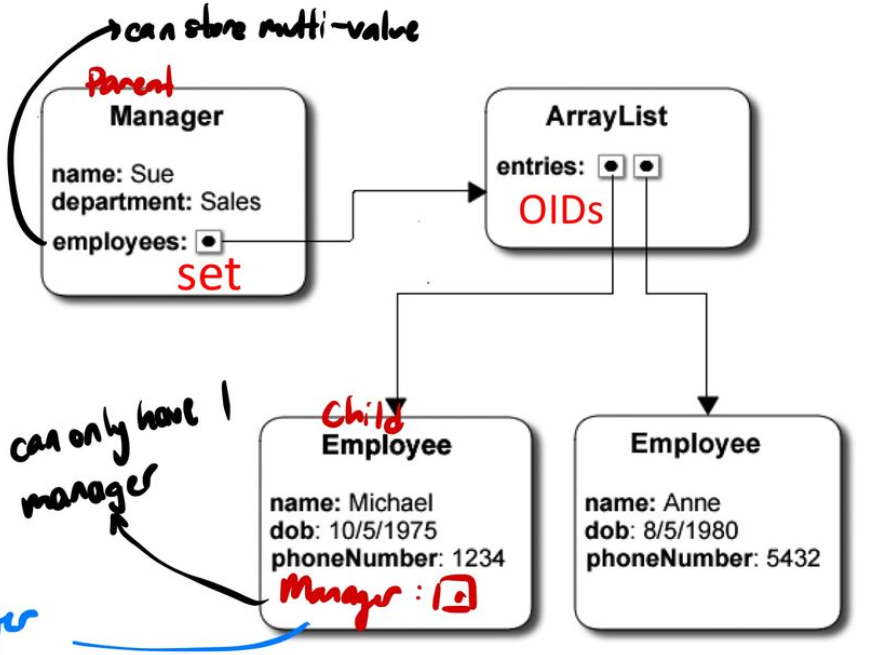 can store multi-value
Parent
Manager
name: Sue
department: Sales
employees:
set
ArrayList
entries:
OIDs
can only have 1
manager
Child
Employee
name: Michael
dob: 10/5/1975
phoneNumber: 1234
Manager :
Employee
name: Anne
dob: 8/5/1980
phoneNumber: 5432